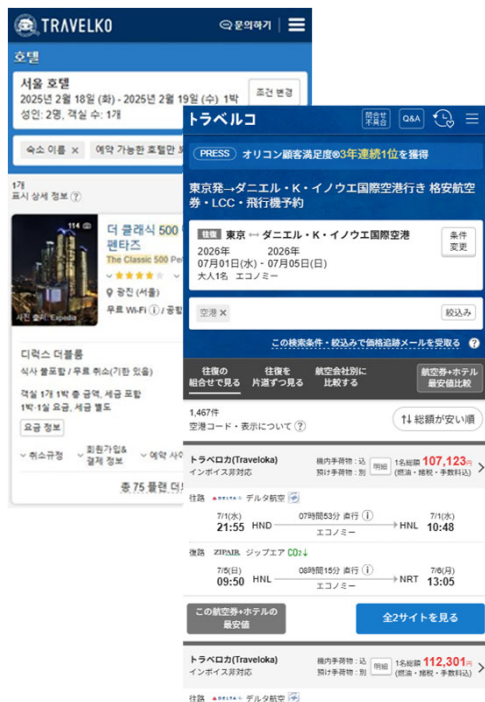 TRAVELKO
문의하기
호텔
서울 호텔
2025년 2월 18일 (화) - 2025년 2월 19일 (수) 1박
성인: 2명, 객실 수: 1개
조건 변경
숙소 이름 ×
예약 가능한 호텔만
1개
표시 상세 정보 ?
114
더 클래식 500
펜타즈
The Classic 500 Pe
광진 (서울)
무료 Wi-Fi ⓘ / 공항
사진 출처: Expedia
디럭스 더블룸
식사 불포함 / 무료 취소(기한 있음)
객실 1개 1박 총 금액, 세금 포함
1박·1실 요금, 세금 별도
요금 정보
취소규정
회원가입&
결제 정보
예약 사
총 75 플랜 더
トラベルコ
問合せ
不具合
Q&A
PRESS オリコン顧客満足度®3年連続1位を獲得
東京発→ダニエル・K・イノウエ国際空港行き 格安航空
券・LCC・飛行機予約
往復 東京 ↔ ダニエル・K・イノウエ国際空港
2026年 2026年
07月01日(水) - 07月05日(日)
大人1名 エコノミー
条件
変更
空港 ×
絞込み
この検索条件・絞込みで価格追跡メールを受取る ?
往復の
組合せで見る
往復を
片道ずつ見る
航空会社別に
比較する
航空券+ホテル
最安値比較
1,467件
空港コード・表示について ?
↑↓ 総額が安い順
トラベロカ(Traveloka)
インボイス非対応
機内手荷物 : 込
預け手荷物 : 別
明細
1名総額 107,123円
(燃油・諸税・手数料込)
往路 DELTA デルタ航空
7/1(水)
21:55 HND
07時間53分 直行 ⓘ
エコノミー
7/1(水)
HNL 10:48
復路 ZIPAIR ジップエア CO2↓
7/5(日)
09:50 HNL
08時間15分 直行 ⓘ
エコノミー
7/6(月)
NRT 13:05
この航空券+ホテルの
最安値
全2サイトを見る
トラベロカ(Traveloka)
インボイス非対応
機内手荷物 : 込
預け手荷物 : 別
明細
1名総額 112,301円
(燃油・諸税・手数料込)
往路 DELTA デルタ航空